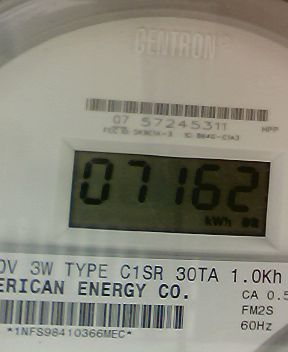 CENTRON
07 57245311
HPP
07162
kWh
0V 3W TYPE C1SR 30TA 1.0Kh
ERICAN ENERGY CO.
CA 0.5
FM2S
60Hz
*1NFS98410366MEC*